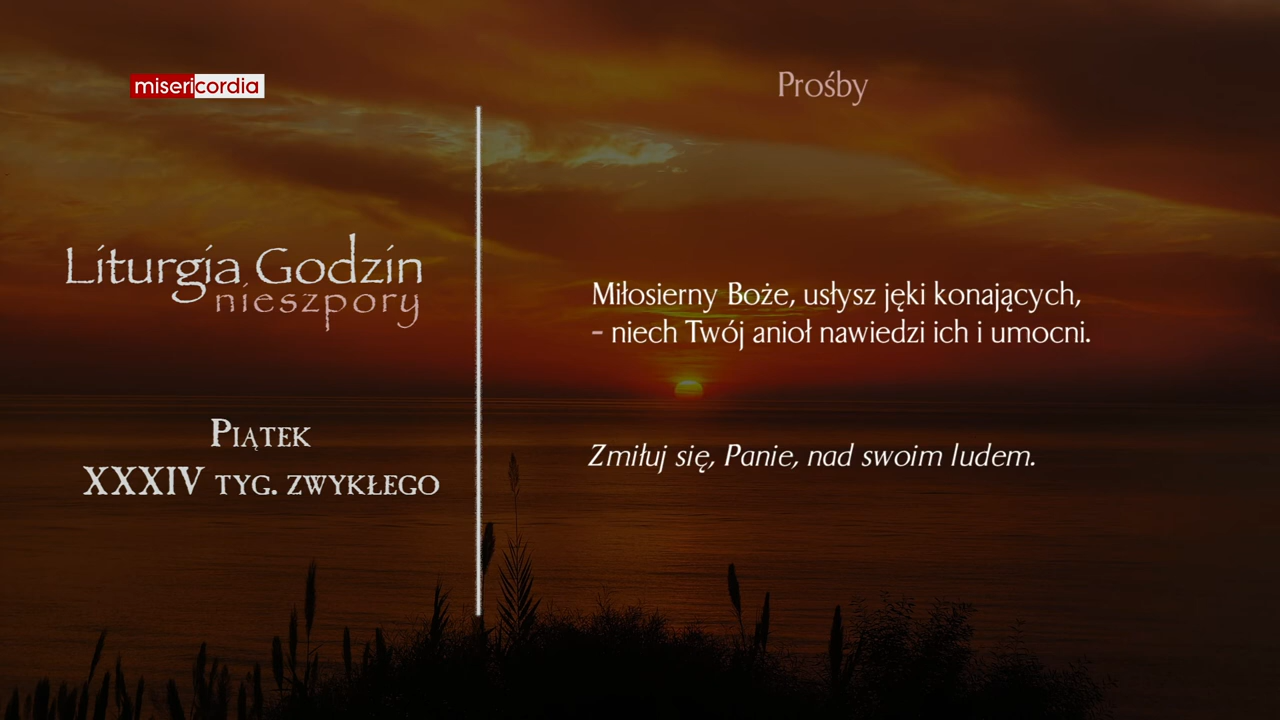 misericordia
Prośby
Liturgia Godzin
nieszpory
Piątek
XXXIV tyg. zwykłego
Miłosierny Boże, usłysz jęki konających,
- niech Twój anioł nawiedzi ich i umocni.
Zmiłuj się, Panie, nad swoim ludem.